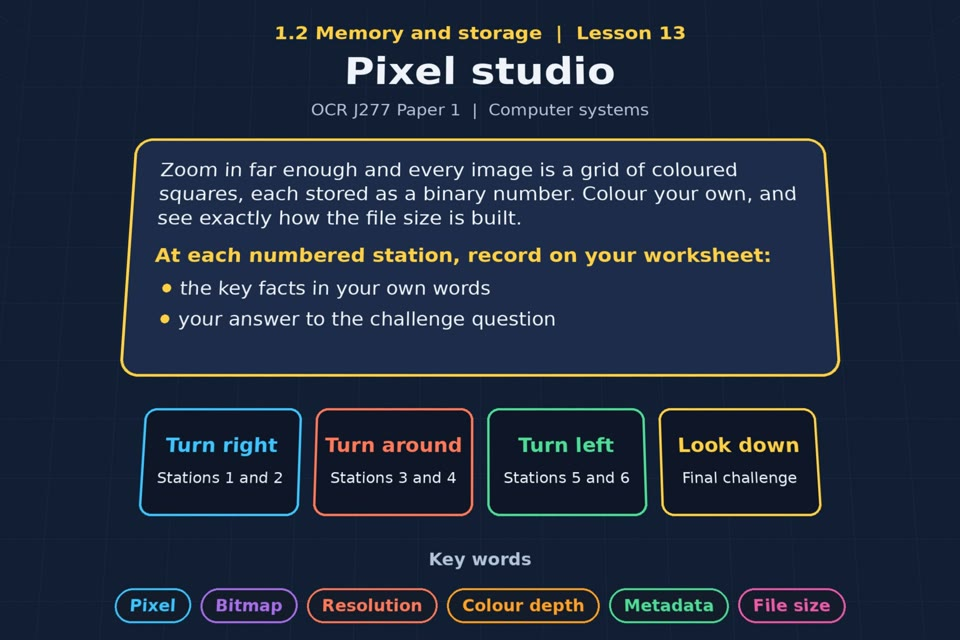 1.2 Memory and storage | Lesson 13
Pixel studio
OCR J277 Paper 1 | Computer systems
Zoom in far enough and every image is a grid of coloured
squares, each stored as a binary number. Colour your own, and
see exactly how the file size is built.
At each numbered station, record on your worksheet:
• the key facts in your own words
• your answer to the challenge question
Turn right
Stations 1 and 2
Turn around
Stations 3 and 4
Turn left
Stations 5 and 6
Look down
Final challenge
Key words
Pixel
Bitmap
Resolution
Colour depth
Metadata
File size